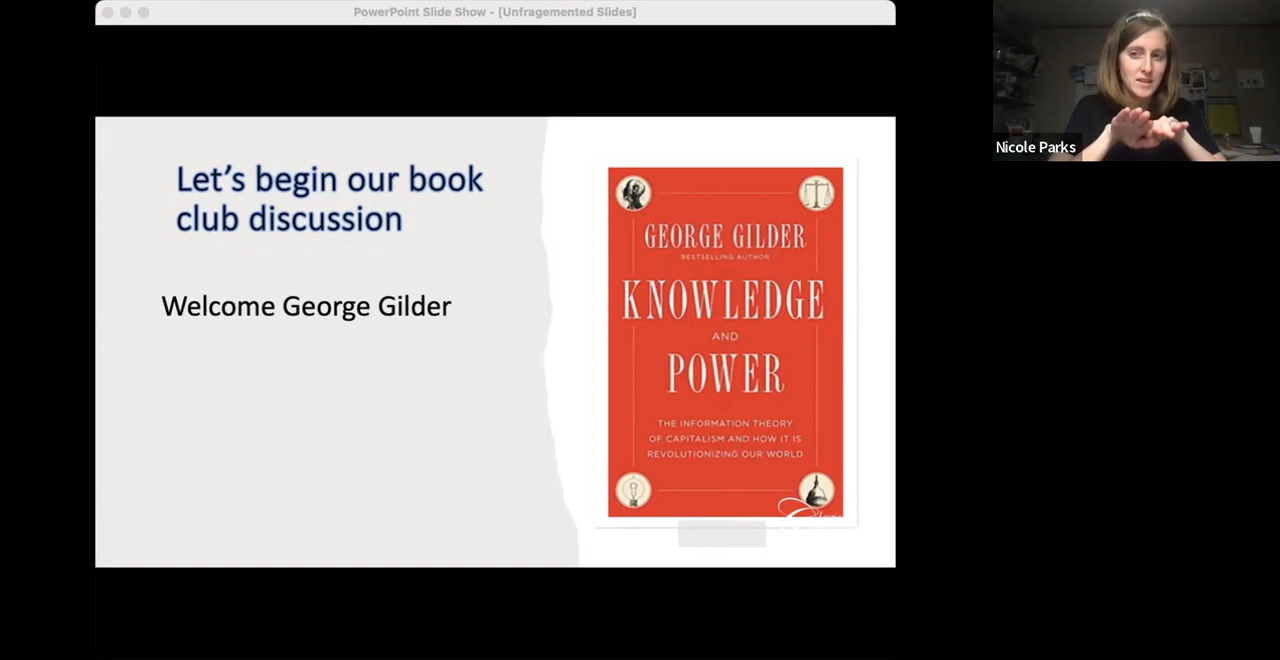 PowerPoint Slide Show - [Unfragemented Slides]
Let's begin our book
club discussion
Welcome George Gilder
GEORGE GILDER
BESTSELLING AUTHOR
KNOWLEDGE
AND
POWER
THE INFORMATION THEORY
OF CAPITALISM AND HOW IT IS
REVOLUTIONIZING OUR WORLD
Nicole Parks